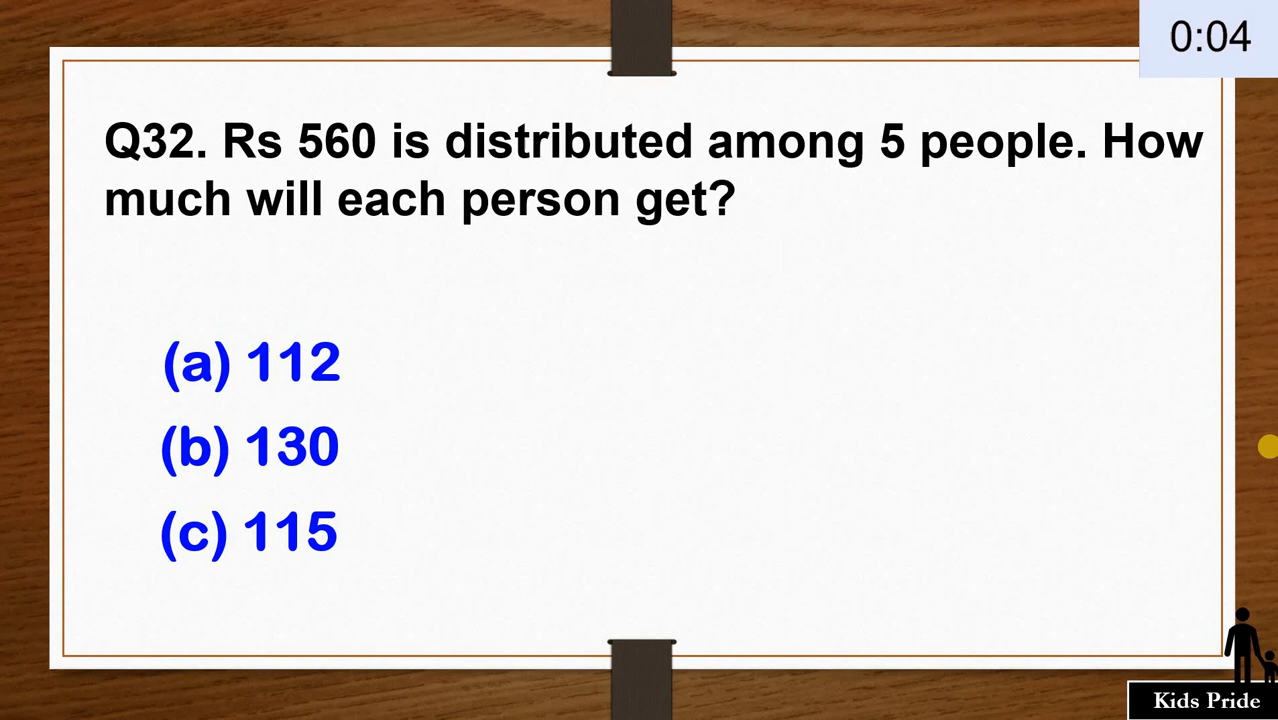 0:04
Q32. Rs 560 is distributed among 5 people. How
much will each person get?
(a) 112
(b) 130
(c) 115
Kids Pride